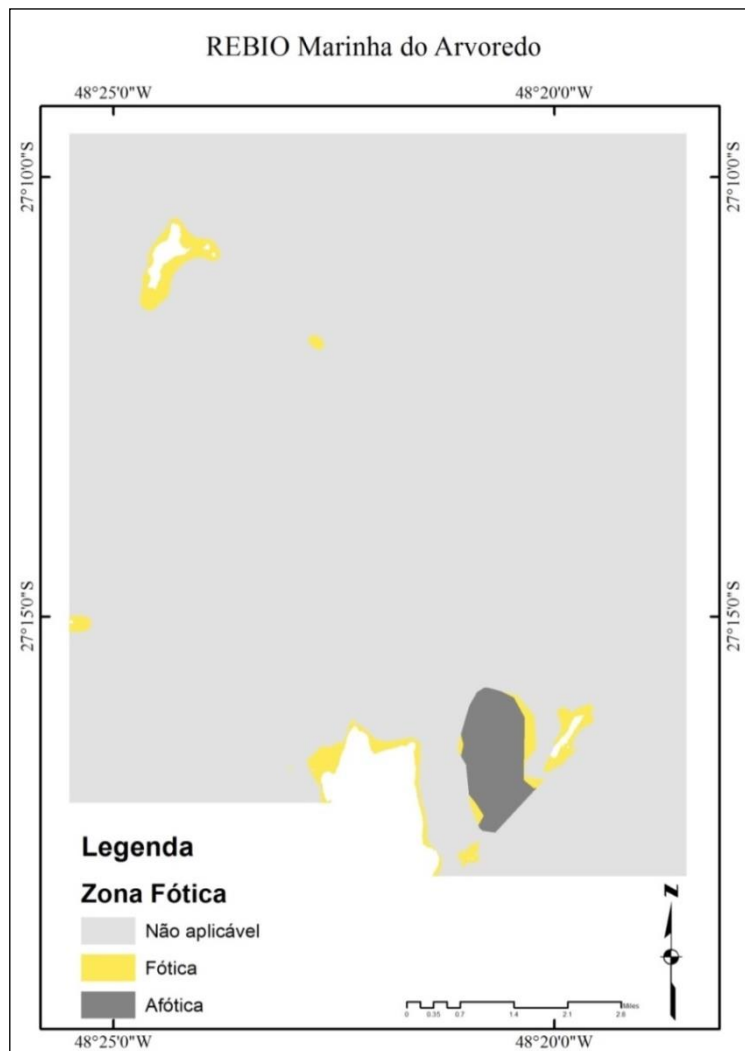 REBIO Marinha do Arvoredo
48°25'0"W 48°20'0"W
27°10'0"S 27°10'0"S
27°15'0"S 27°15'0"S
Legenda
Zona Fótica
Não aplicável
Fótica
Afótica
N
Miles
0 0.35 0.7 1.4 2.1 2.8
48°25'0"W 48°20'0"W